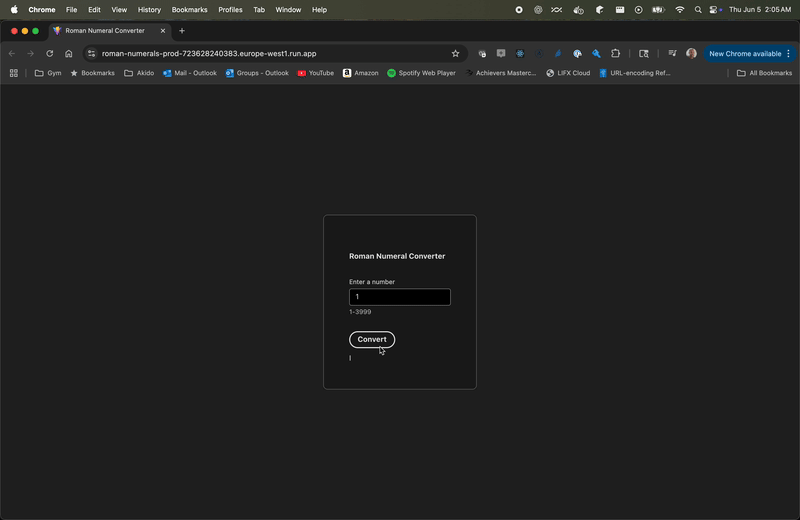 Chrome File Edit View History Bookmarks Profiles Tab Window Help Thu Jun 5 2:05 AM
Roman Numeral Converter
roman-numerals-prod-723628240383.europe-west1.run.app New Chrome available
Gym Bookmarks Akido Mail - Outlook Groups - Outlook YouTube Amazon Spotify Web Player Achievers Masterc... LIFX Cloud URL-encoding Ref... All Bookmarks
Roman Numeral Converter
Enter a number
1
1-3999
Convert
I